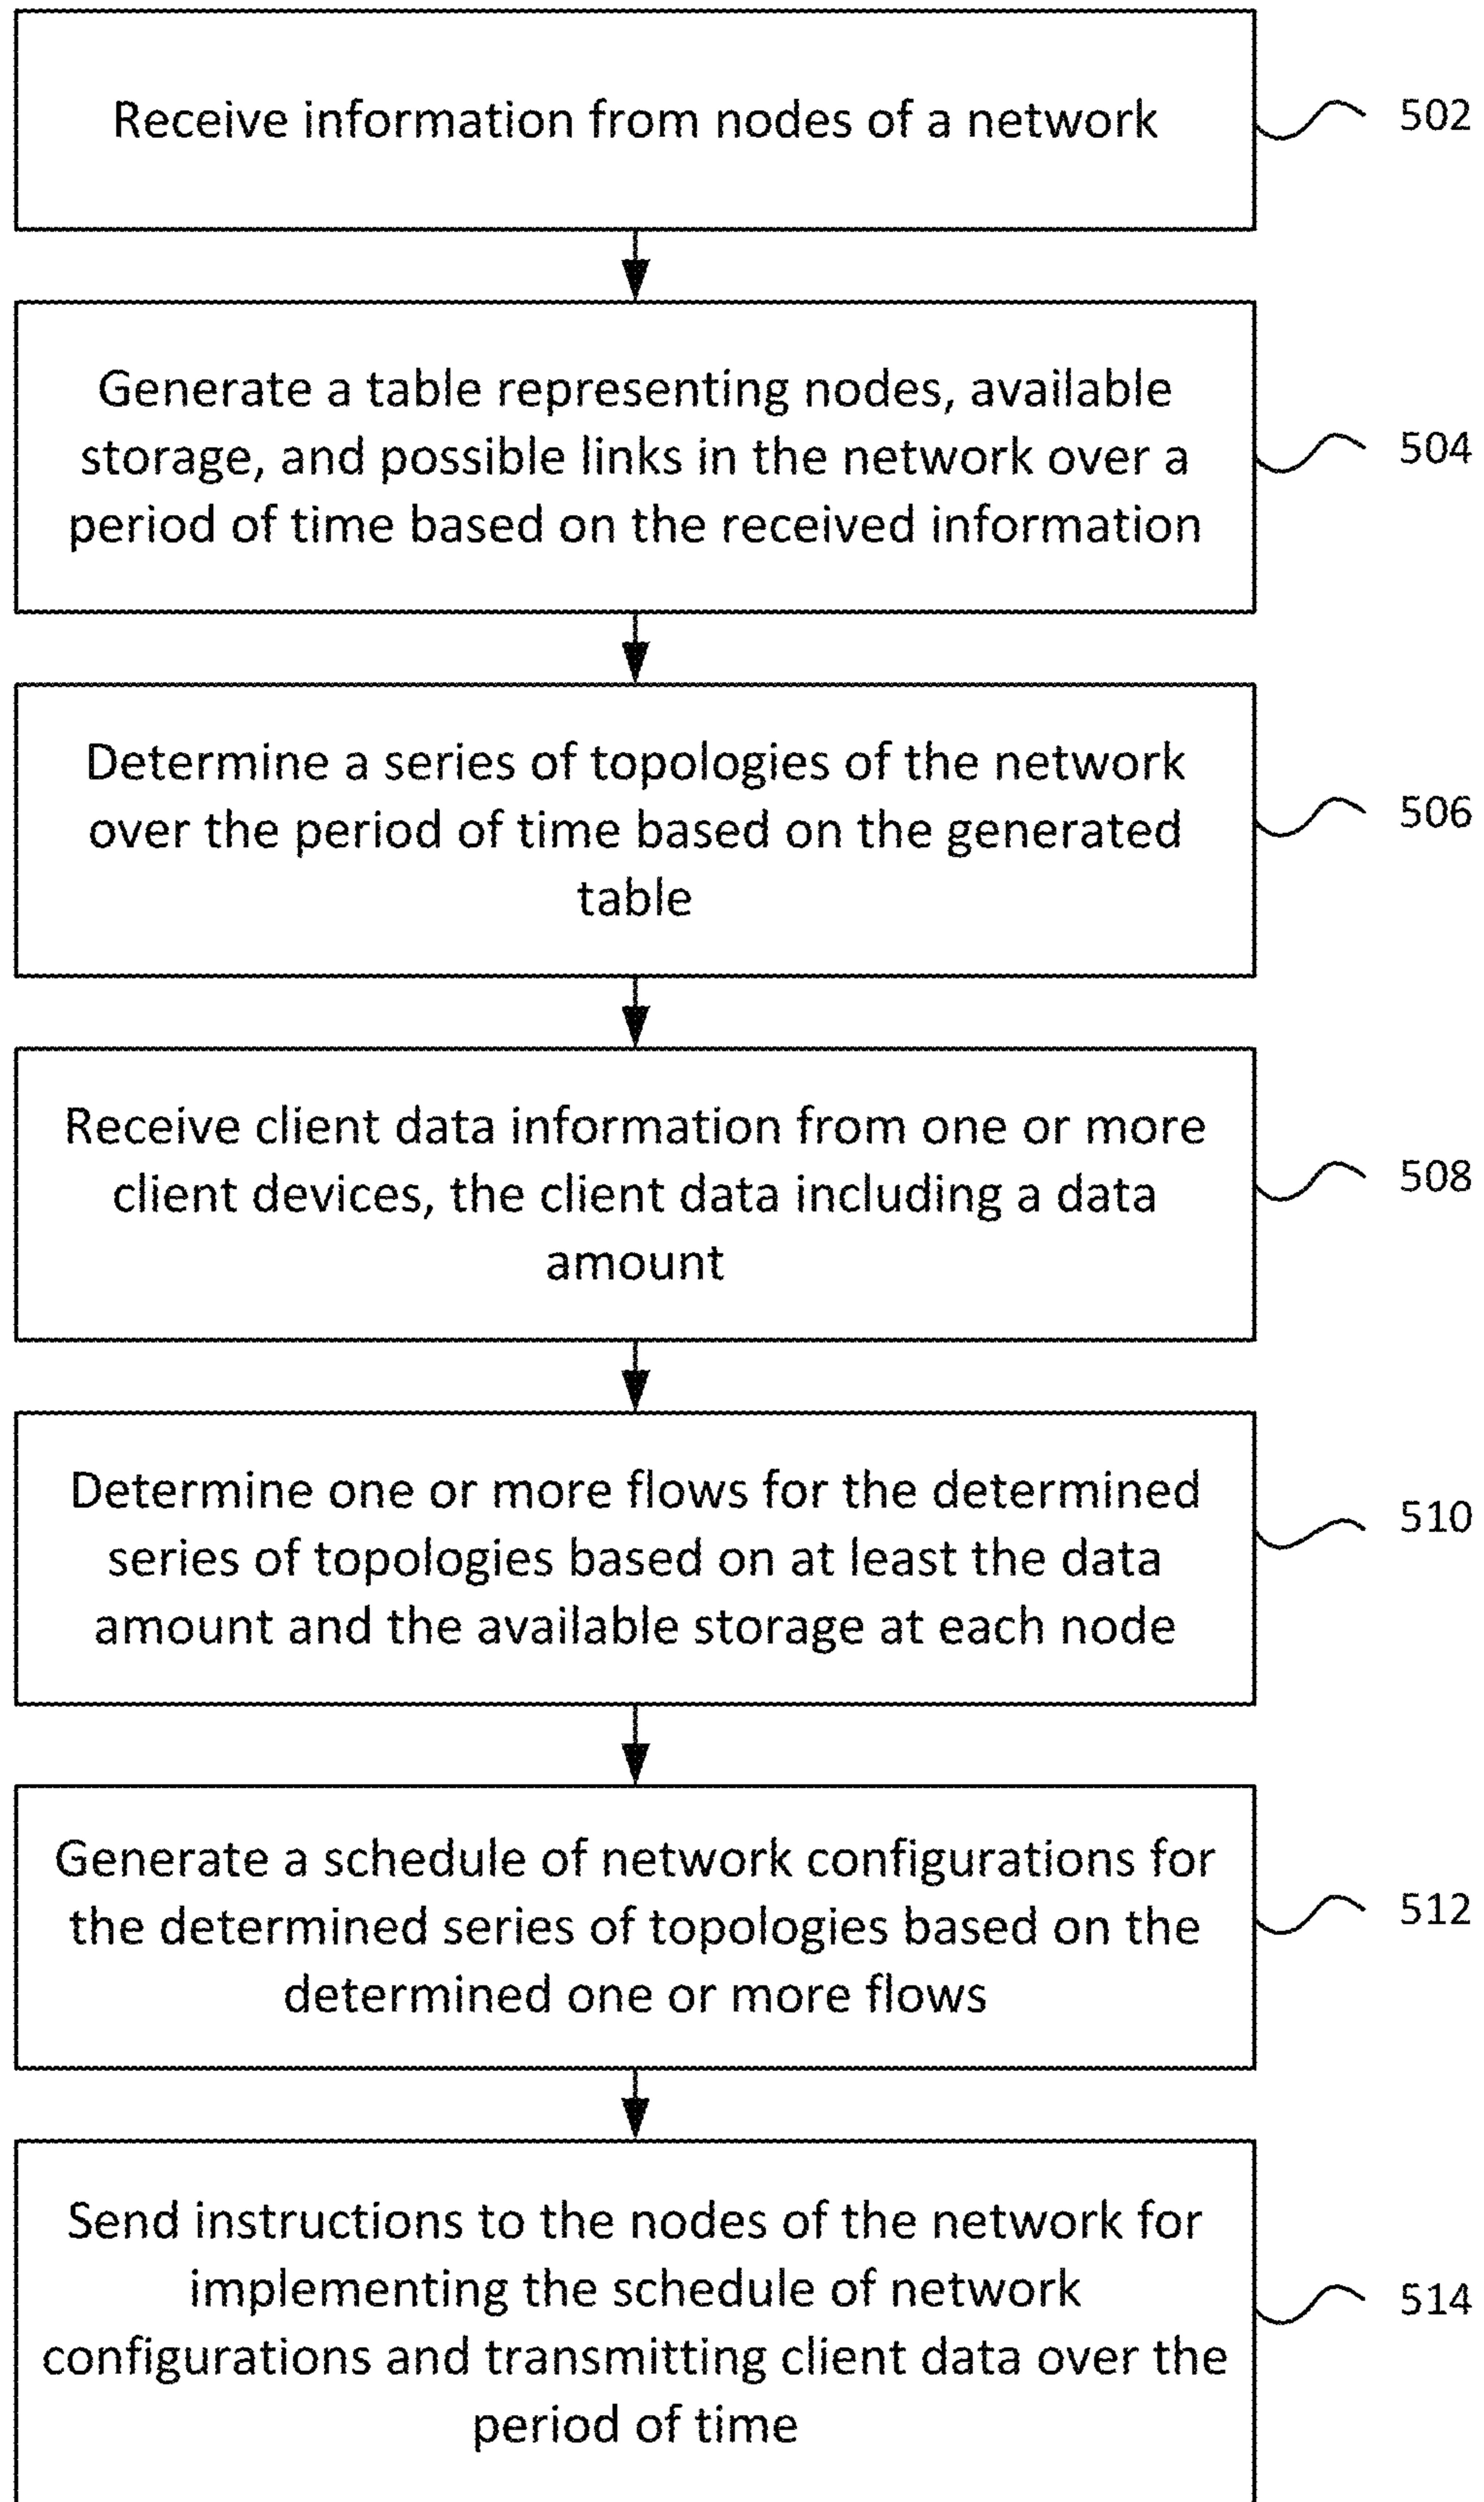 Receive information from nodes of a network
502
Generate a table representing nodes, available
storage, and possible links in the network over a
period of time based on the received information
504
Determine a series of topologies of the network
over the period of time based on the generated
table
506
Receive client data information from one or more
client devices, the client data including a data
amount
508
Determine one or more flows for the determined
series of topologies based on at least the data
amount and the available storage at each node
510
Generate a schedule of network configurations for
the determined series of topologies based on the
determined one or more flows
512
Send instructions to the nodes of the network for
implementing the schedule of network
configurations and transmitting client data over the
period of time
514